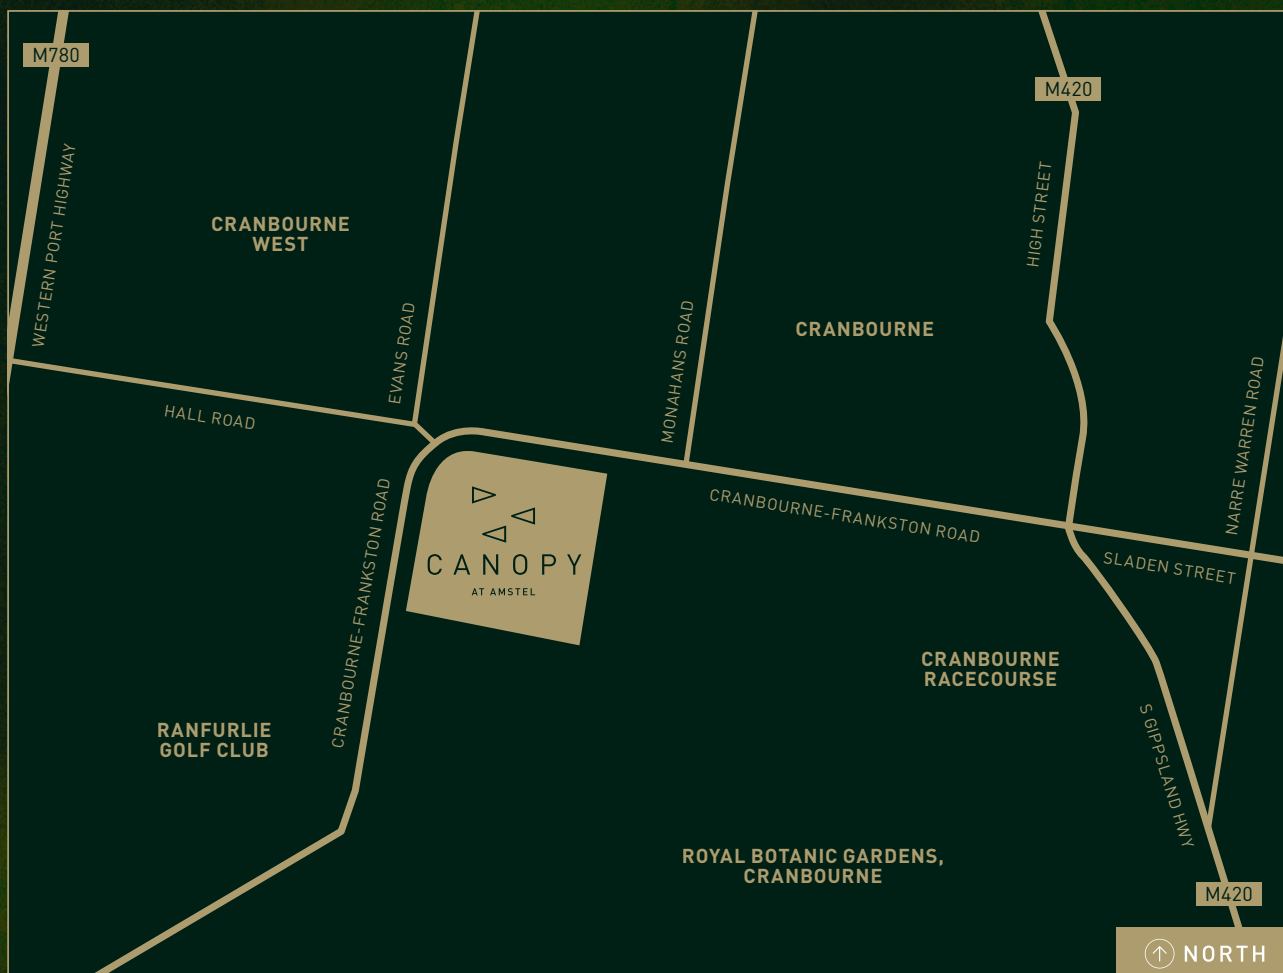 M780
M420
WESTERN PORT HIGHWAY
HIGH STREET
CRANBOURNE
WEST
EVANS ROAD
MONAHANS ROAD
CRANBOURNE
NARRE WARREN ROAD
HALL ROAD
CRANBOURNE-FRANKSTON ROAD
CRANBOURNE-FRANKSTON ROAD
SLADEN STREET
CANOPY
AT AMSTEL
CRANBOURNE
RACECOURSE
RANFURLIE
GOLF CLUB
S GIPPSLAND HWY
ROYAL BOTANIC GARDENS,
CRANBOURNE
M420
NORTH